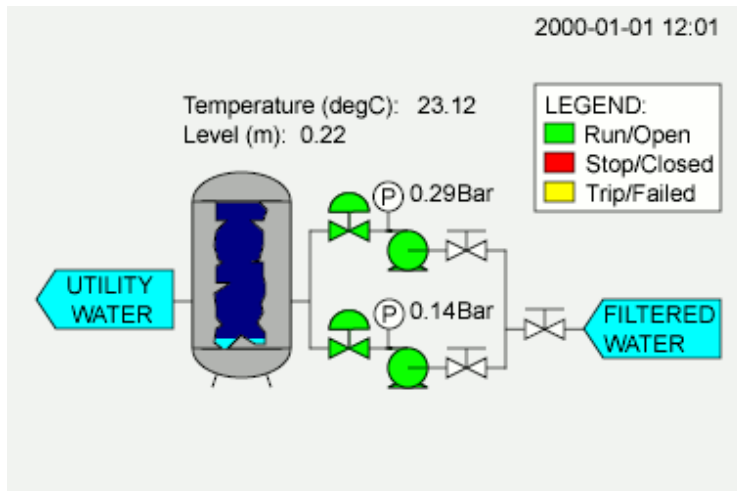 2000-01-01 12:01
Temperature (degC): 23.12
Level (m): 0.22
LEGEND:
Run/Open
Stop/Closed
Trip/Failed
P 0.29Bar
UTILITY
WATER
P 0.14Bar
FILTERED
WATER